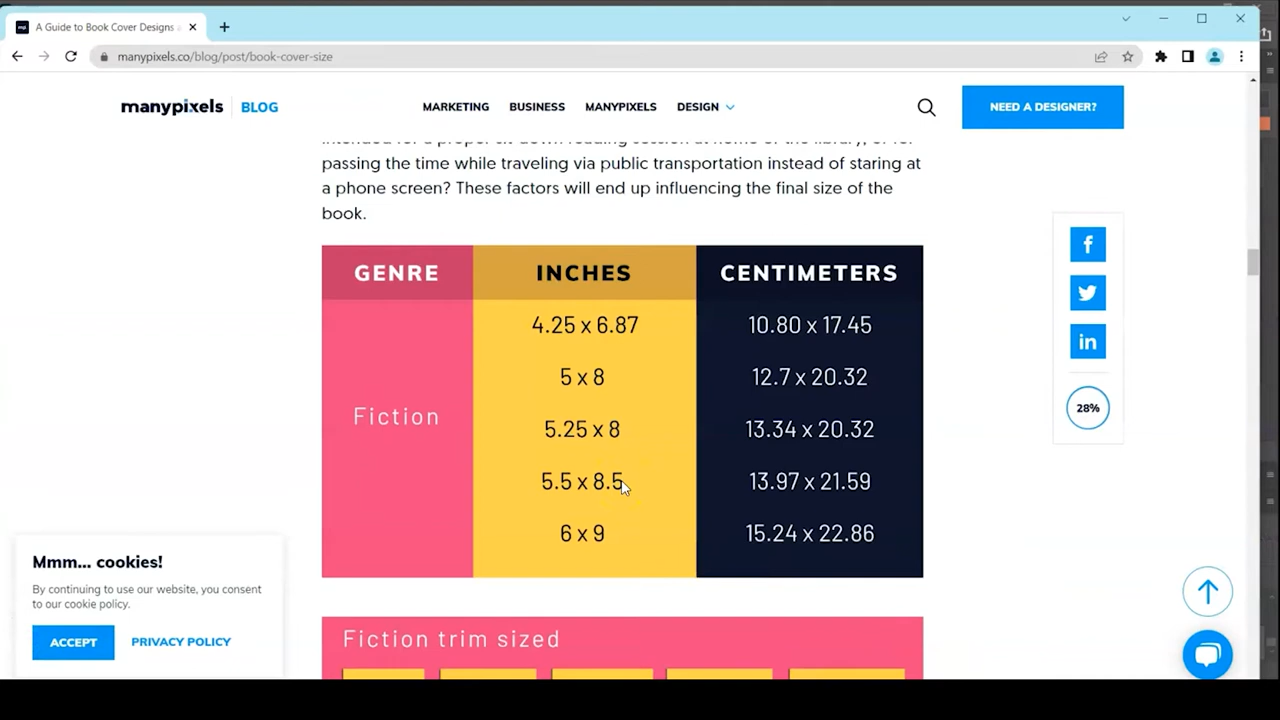 A Guide to Book Cover Designs
manypixels.co/blog/post/book-cover-size
manypixels BLOG MARKETING BUSINESS MANYPIXELS DESIGN NEED A DESIGNER?
passing the time while traveling via public transportation instead of staring at
a phone screen? These factors will end up influencing the final size of the
book.
GENRE INCHES CENTIMETERS
4.25 x 6.87 10.80 x 17.45
5 x 8 12.7 x 20.32
Fiction
5.25 x 8 13.34 x 20.32
5.5 x 8.5 13.97 x 21.59
6 x 9 15.24 x 22.86
Fiction trim sized
f
in
28%
Mmm... cookies!
By continuing to use our website, you consent
to our cookie policy.
ACCEPT PRIVACY POLICY